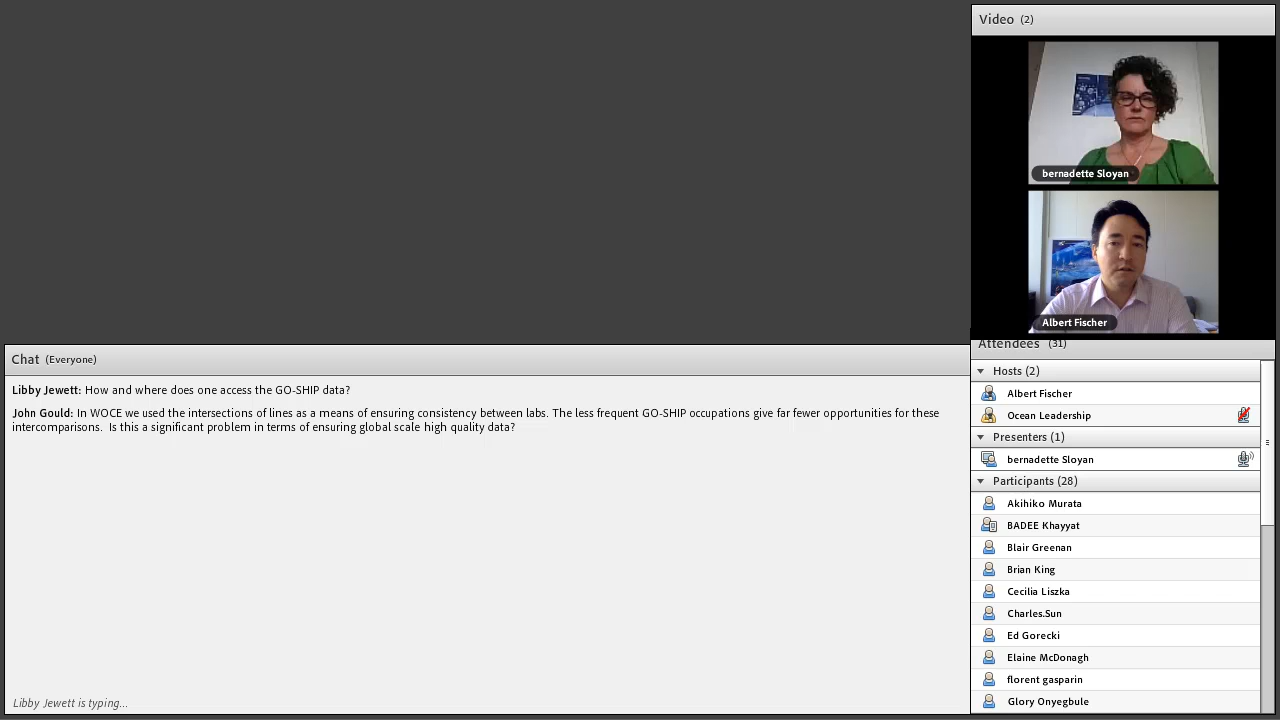 Video (2)
bernadette Sloyan
Albert Fischer
Attendees (31)
Hosts (2)
Albert Fischer
Ocean Leadership
Presenters (1)
bernadette Sloyan
Participants (28)
Akihiko Murata
BADEE Khayyat
Blair Greenan
Brian King
Cecilia Liszka
Charles.Sun
Ed Gorecki
Elaine McDonagh
florent gasparin
Glory Onyegbule
Chat (Everyone)
Libby Jewett: How and where does one access the GO-SHIP data?
John Gould: In WOCE we used the intersections of lines as a means of ensuring consistency between labs. The less frequent GO-SHIP occupations give far fewer opportunities for these
intercomparisons. Is this a significant problem in terms of ensuring global scale high quality data?
Libby Jewett is typing...